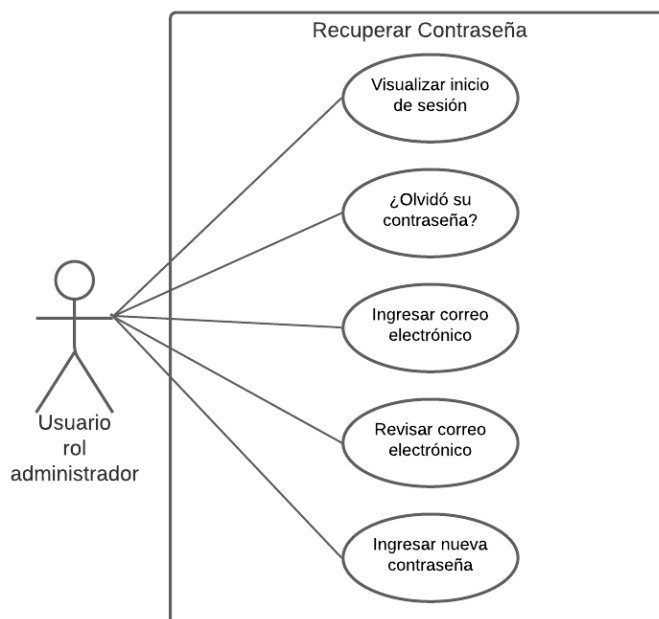 Recuperar Contraseña
Visualizar inicio
de sesión
¿Olvidó su
contraseña?
Ingresar correo
electrónico
Usuario
rol
administrador
Revisar correo
electrónico
Ingresar nueva
contraseña